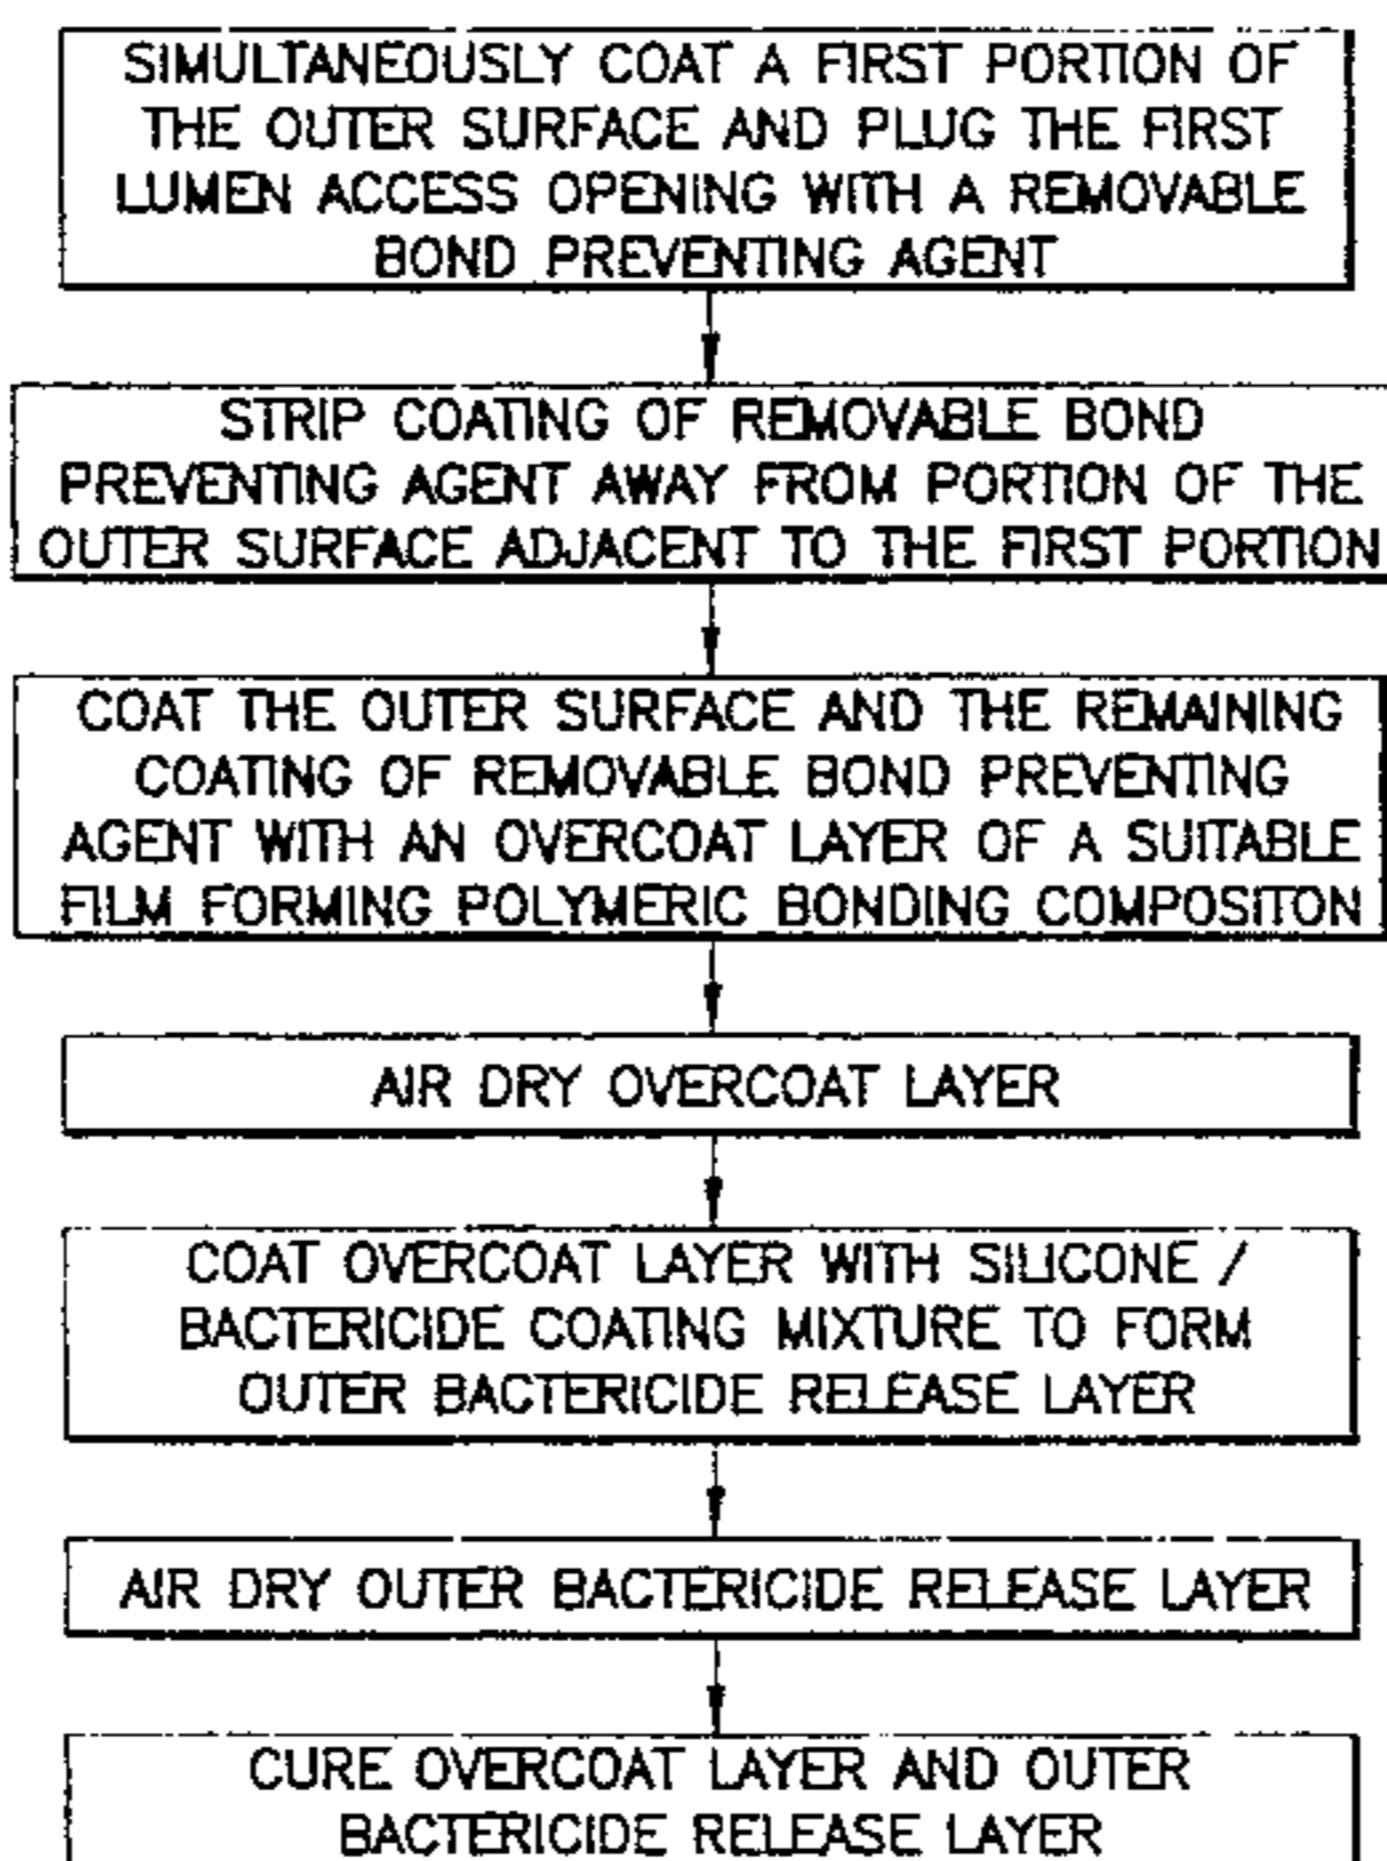 SIMULTANEOUSLY COAT A FIRST PORTION OF
THE OUTER SURFACE AND PLUG THE FIRST
LUMEN ACCESS OPENING WITH A REMOVABLE
BOND PREVENTING AGENT
STRIP COATING OF REMOVABLE BOND
PREVENTING AGENT AWAY FROM PORTION OF THE
OUTER SURFACE ADJACENT TO THE FIRST PORTION
COAT THE OUTER SURFACE AND THE REMAINING
COATING OF REMOVABLE BOND PREVENTING
AGENT WITH AN OVERCOAT LAYER OF A SUITABLE
FILM FORMING POLYMERIC BONDING COMPOSITON
AIR DRY OVERCOAT LAYER
COAT OVERCOAT LAYER WITH SILICONE /
BACTERICIDE COATING MIXTURE TO FORM
OUTER BACTERICIDE RELEASE LAYER
AIR DRY OUTER BACTERICIDE RELEASE LAYER
CURE OVERCOAT LAYER AND OUTER
BACTERICIDE RELEASE LAYER